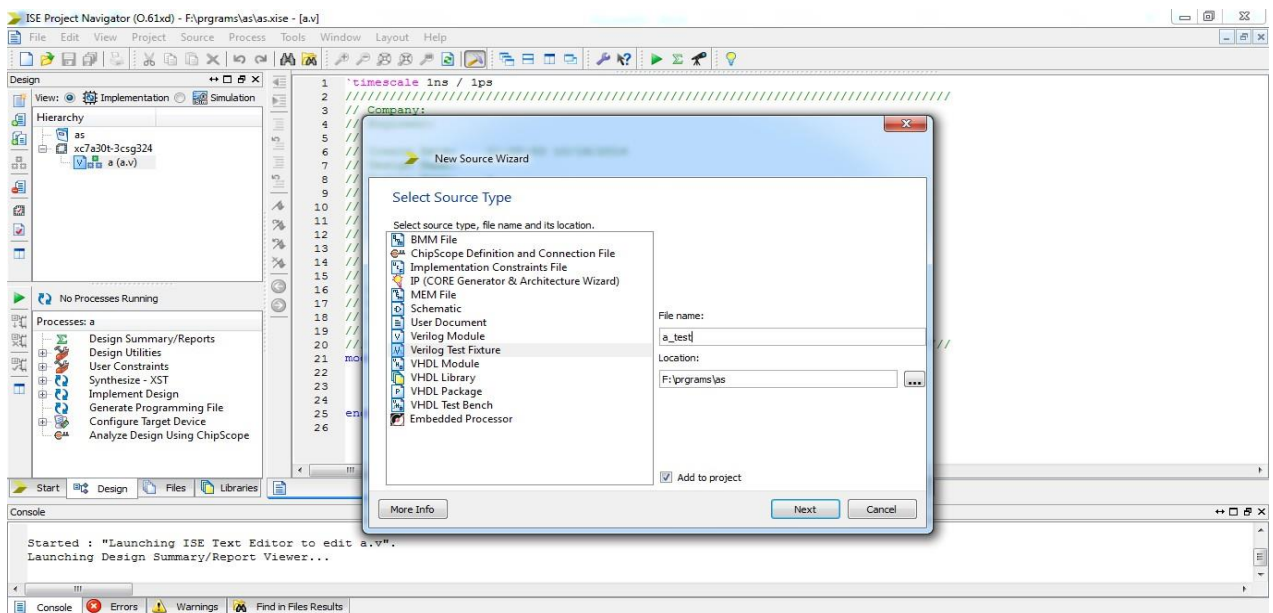 ISE Project Navigator (O.61xd) - F:\prgrams\as\as.xise - [a.v]
File Edit View Project Source Process Tools Window Layout Help
Design
View: Implementation Simulation
Hierarchy
as
xc7a30t-3csg324
a (a.v)
No Processes Running
Processes: a
Design Summary/Reports
Design Utilities
User Constraints
Synthesize - XST
Implement Design
Generate Programming File
Configure Target Device
Analyze Design Using ChipScope
Start Design Files Libraries
1 `timescale 1ns / 1ps
2 //////////////////////////////////////////////////////////////////////////////////
3 // Company:
4 //
5 //
6 //
7 //
8 //
9 //
10 //
11 //
12 //
13 //
14 //
15 //
16 //
17 //
18 //
19 //
20 // //
21 mo
22
23
24
25 en
26
New Source Wizard
Select Source Type
Select source type, file name and its location.
BMM File
ChipScope Definition and Connection File
Implementation Constraints File
IP (CORE Generator & Architecture Wizard)
MEM File
Schematic
User Document
Verilog Module
Verilog Test Fixture
VHDL Module
VHDL Library
VHDL Package
VHDL Test Bench
Embedded Processor
File name:
a_test
Location:
F:\prgrams\as
...
Add to project
More Info Next Cancel
Console
Started : "Launching ISE Text Editor to edit a.v".
Launching Design Summary/Report Viewer...
Console Errors Warnings Find in Files Results